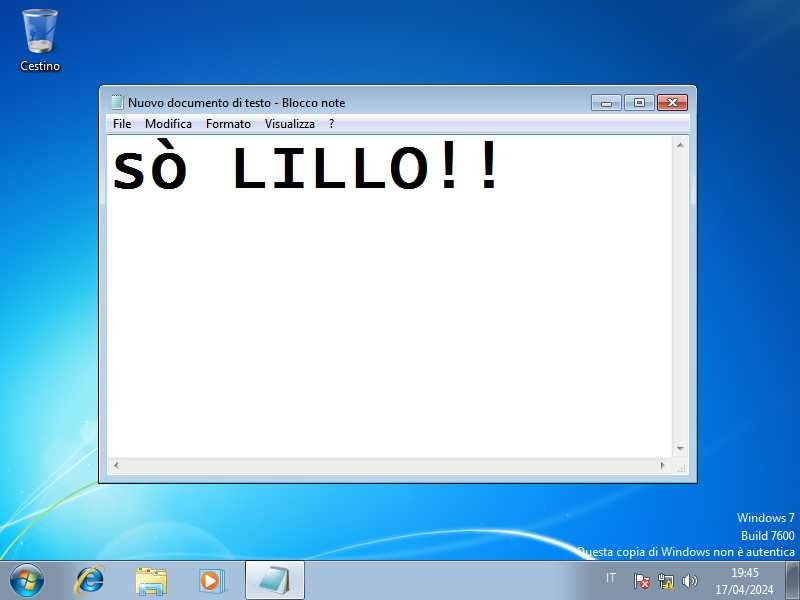 Cestino
Nuovo documento di testo - Blocco note
File Modifica Formato Visualizza ?
sò LILLO!!
Windows 7
Build 7600
Questa copia di Windows non è autentica
IT
19:45
17/04/2024